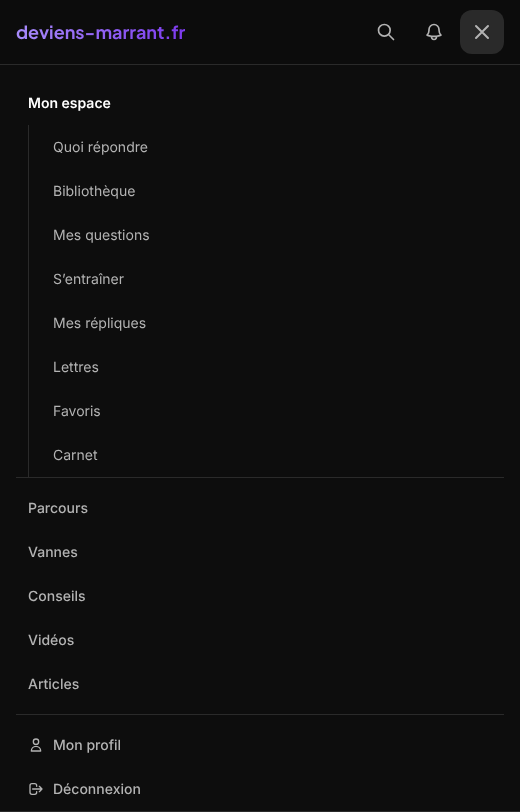 deviens-marrant.fr
Mon espace
Quoi répondre
Bibliothèque
Mes questions
S’entraîner
Mes répliques
Lettres
Favoris
Carnet
Parcours
Vannes
Conseils
Vidéos
Articles
Mon profil
Déconnexion